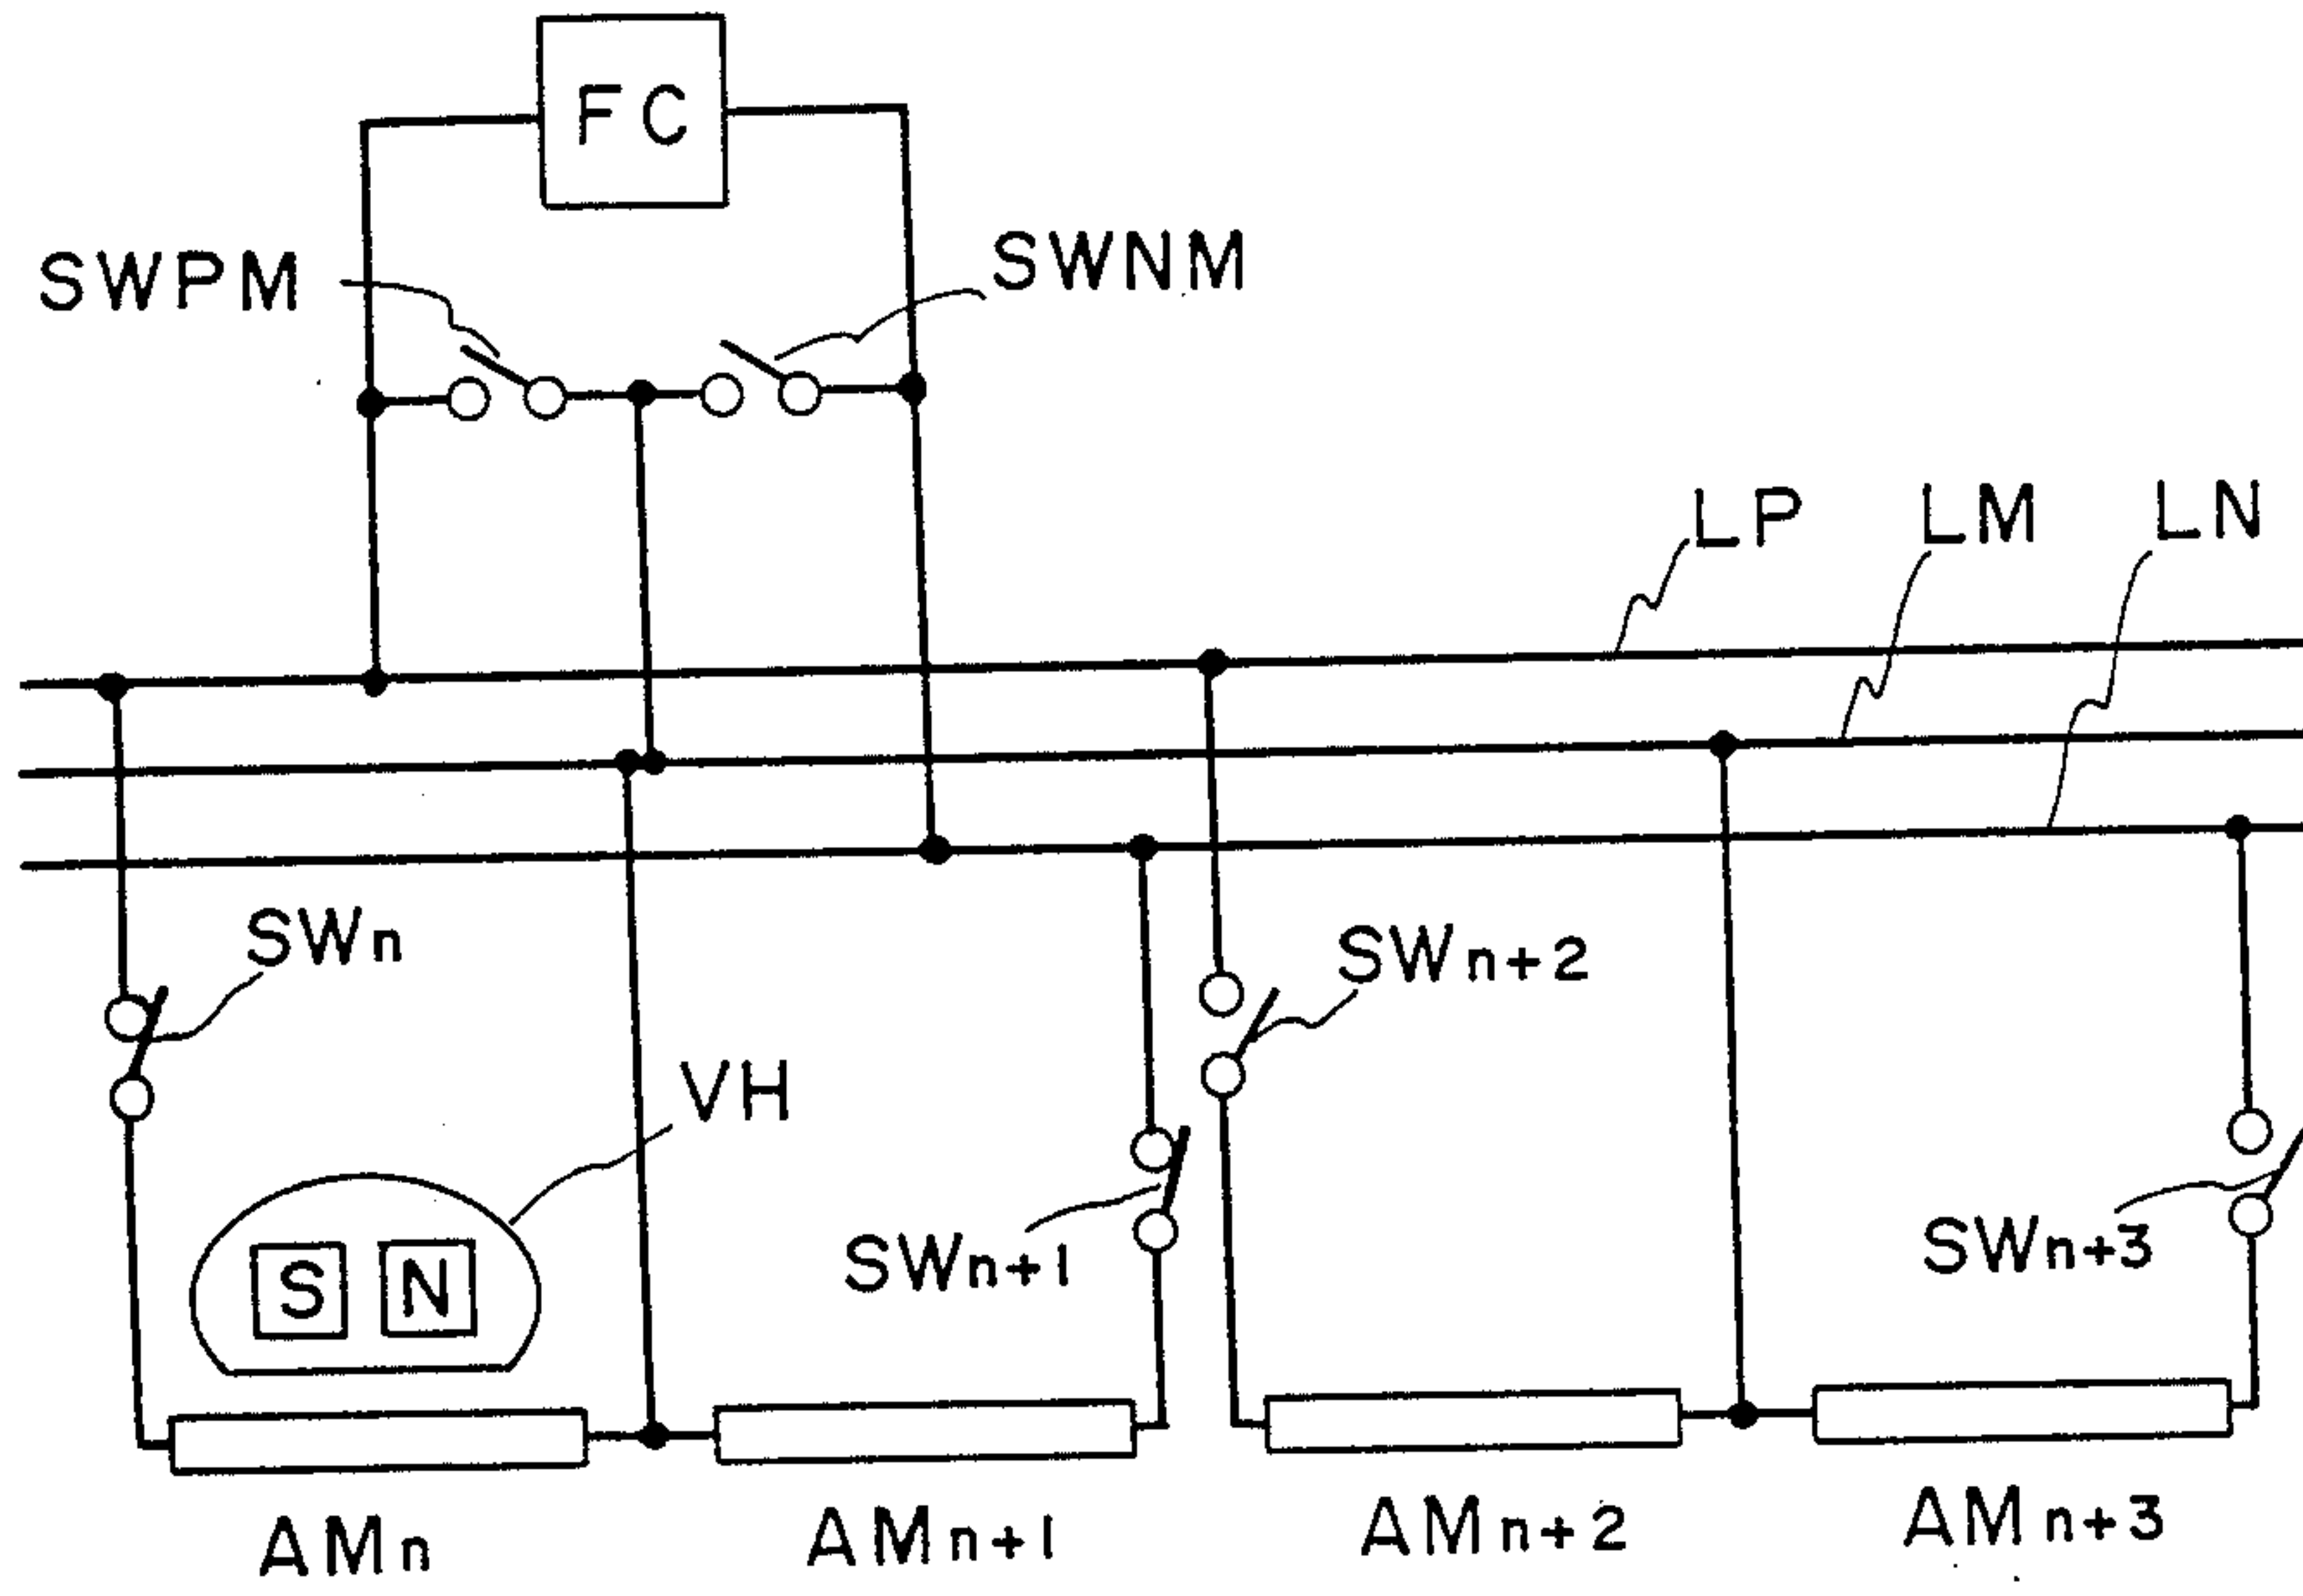 FC
SWPM
SWNM
LP
LM
LN
SWn
SWn+2
VH
SWn+1
SWn+3
S
N
AMn
AMn+1
AMn+2
AMn+3